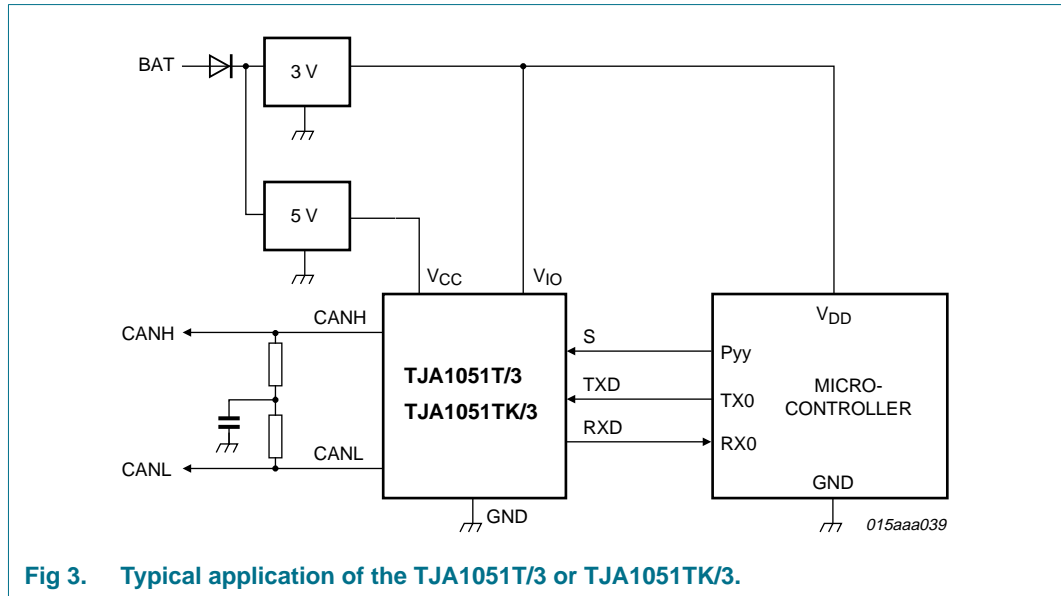 BAT
3 V
5 V
VCC
VIO
CANH
CANH
S
Pyy
VDD
TJA1051T/3
TXD
TX0
MICRO-
CONTROLLER
TJA1051TK/3
RXD
RX0
CANL
CANL
GND
GND
015aaa039
Fig 3. Typical application of the TJA1051T/3 or TJA1051TK/3.